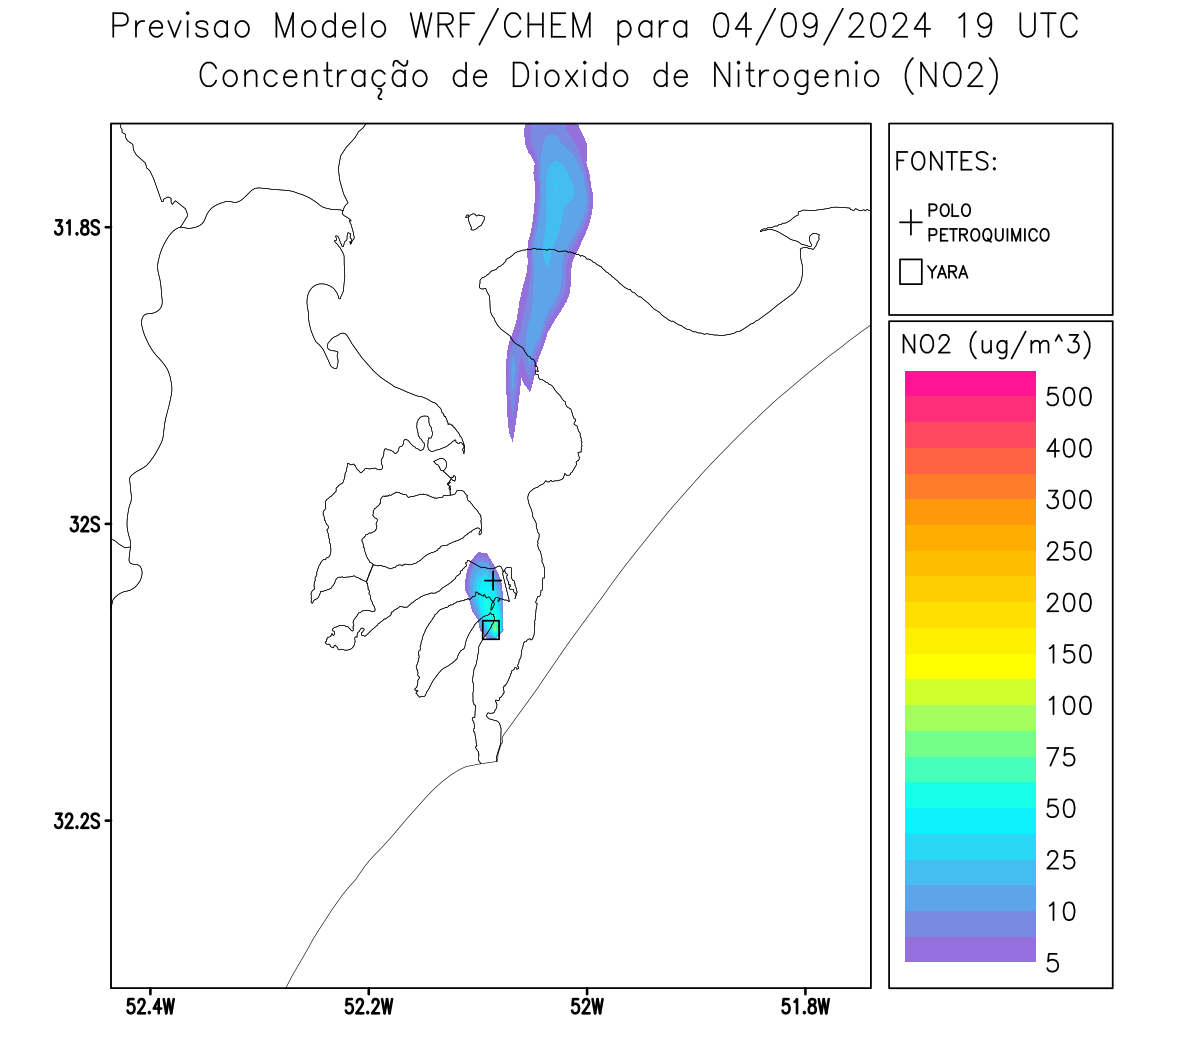 Previsao Modelo WRF/CHEM para 04/09/2024 19 UTC
Concentração de Dioxido de Nitrogenio (NO2)
FONTES:
POLO
PETROQUIMICO
YARA
NO2 (ug/m^3)
500
400
300
250
200
150
100
75
50
25
10
5
31.8S
32S
32.2S
52.4W
52.2W
52W
51.8W